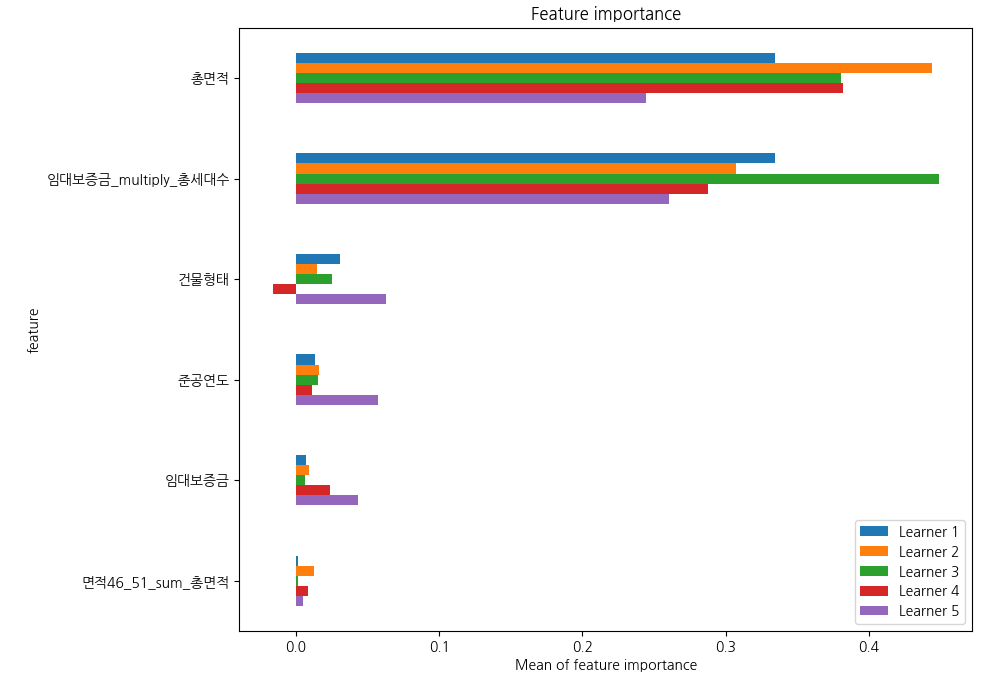 Feature importance
총면적
임대보증금_multiply_총세대수
건물형태
feature
준공연도
임대보증금
면적46_51_sum_총면적
Learner 1
Learner 2
Learner 3
Learner 4
Learner 5
0.0 0.1 0.2 0.3 0.4
Mean of feature importance